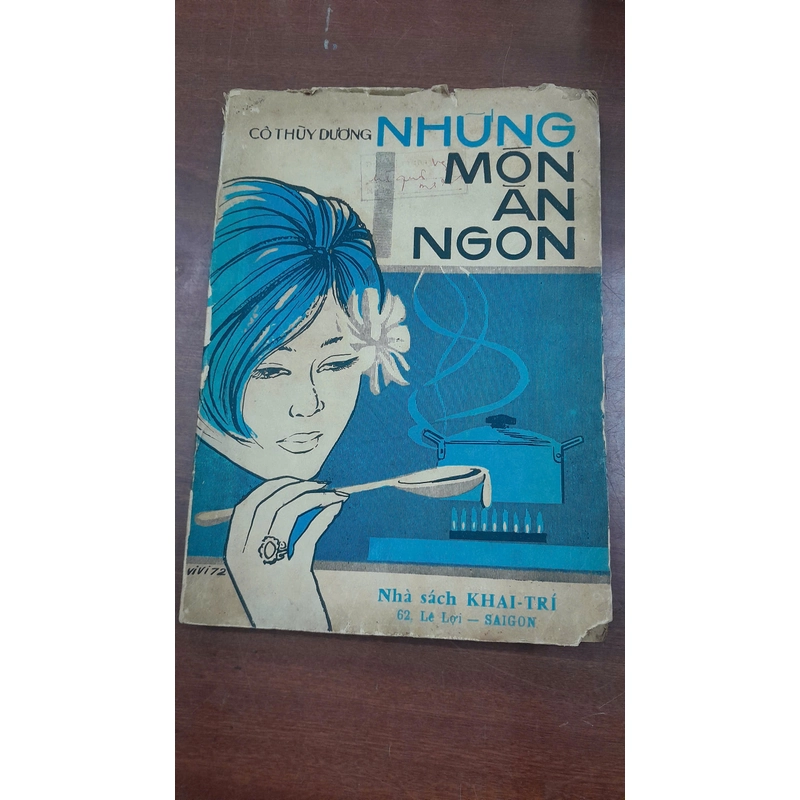 CÔ THÙY DƯƠNG
NHỮNG
MÓN
ĂN
NGON
ViVi 72
Nhà sách KHAI-TRÍ
62, Lê Lợi — SAIGON